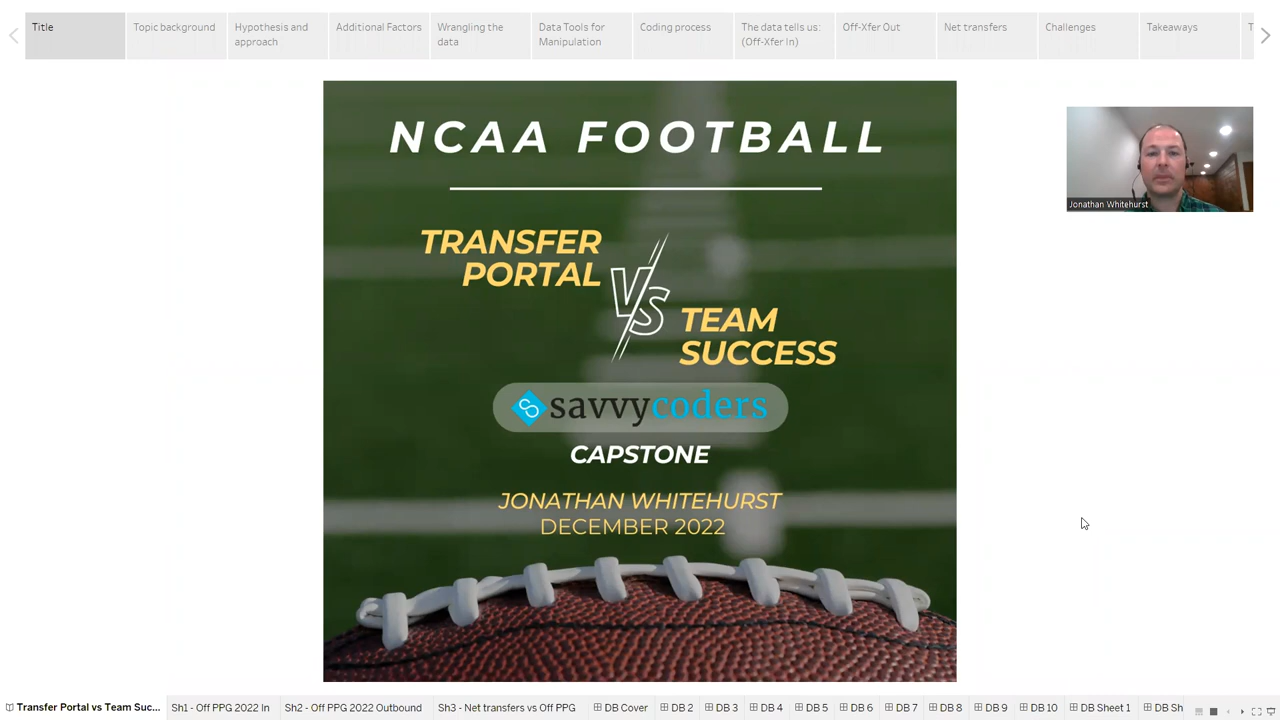 Title
Topic background
Hypothesis and
approach
Additional Factors
Wrangling the
data
Data Tools for
Manipulation
Coding process
The data tells us:
(Off-Xfer In)
Off-Xfer Out
Net transfers
Challenges
Takeaways
T
NCAA FOOTBALL
TRANSFER
PORTAL
VS
TEAM
SUCCESS
savvycoders
CAPSTONE
JONATHAN WHITEHURST
DECEMBER 2022
Jonathan Whitehurst
Transfer Portal vs Team Suc...
Sh1 - Off PPG 2022 In
Sh2 - Off PPG 2022 Outbound
Sh3 - Net transfers vs Off PPG
DB Cover
DB 2
DB 3
DB 4
DB 5
DB 6
DB 7
DB 8
DB 9
DB 10
DB Sheet 1
DB Sh